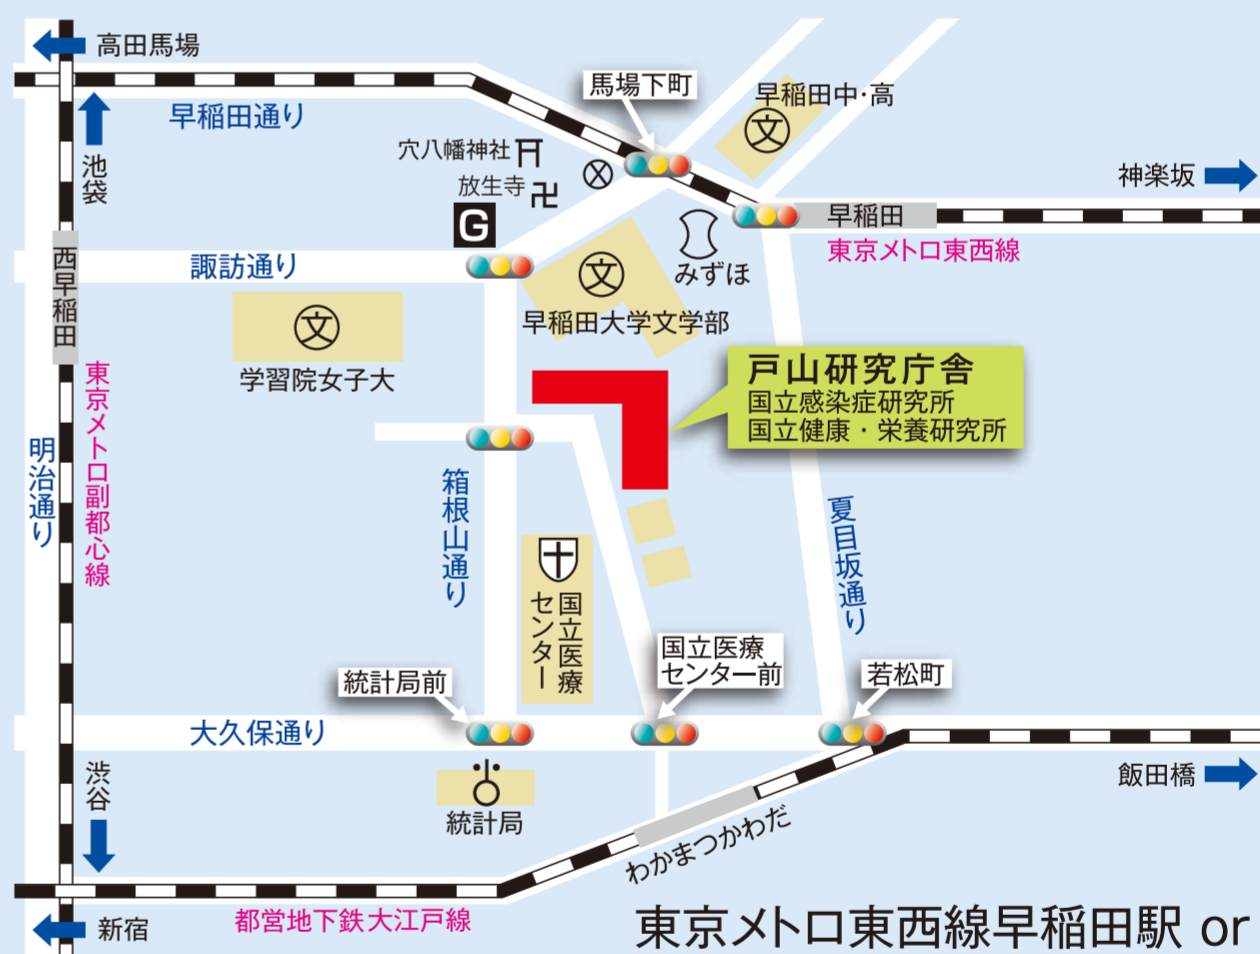 高田馬場
早稲田通り
池袋
馬場下町
早稲田中・高
文
穴八幡神社
放生寺
G
神楽坂
早稲田
東京メトロ東西線
みずほ
諏訪通り
西早稲田
文
早稲田大学文学部
文
学習院女子大
戸山研究庁舎
国立感染症研究所
国立健康・栄養研究所
東京メトロ副都心線
明治通り
箱根山通り
夏目坂通り
国立医療
センター
国立医療
センター前
若松町
統計局前
大久保通り
渋谷
統計局
飯田橋
わかまつかわだ
都営地下鉄大江戸線
新宿
東京メトロ東西線早稲田駅 or